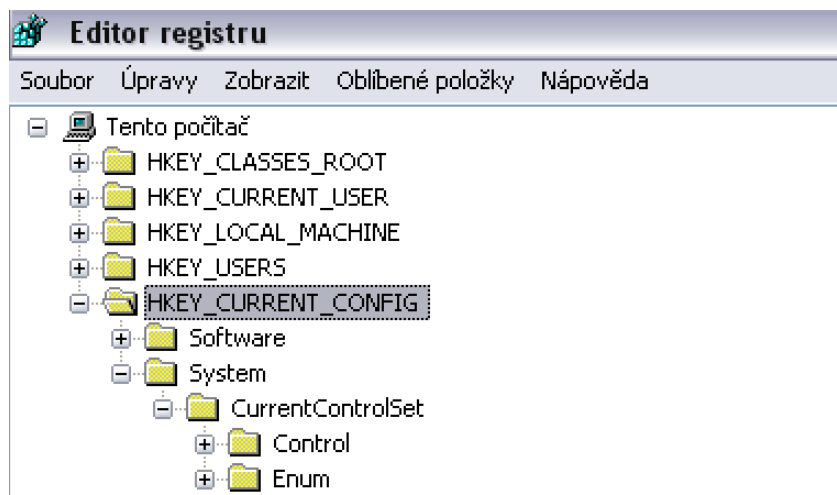 Editor registru
Soubor Úpravy Zobrazit Oblíbené položky Nápověda
Tento počítač
HKEY_CLASSES_ROOT
HKEY_CURRENT_USER
HKEY_LOCAL_MACHINE
HKEY_USERS
HKEY_CURRENT_CONFIG
Software
System
CurrentControlSet
Control
Enum